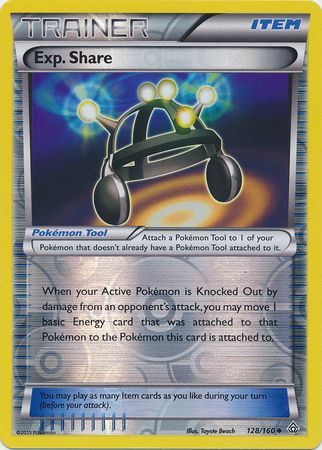 TRAINER
ITEM
Exp. Share
Pokémon Tool
Attach a Pokémon Tool to 1 of your
Pokémon that doesn't already have a Pokémon Tool attached to it.
When your Active Pokémon is Knocked Out by
damage from an opponent's attack, you may move 1
basic Energy card that was attached to that
Pokémon to the Pokémon this card is attached to.
You may play as many Item cards as you like during your turn
(before your attack).
©2015 Pokémon
Illus. Toyste Beach
128/160